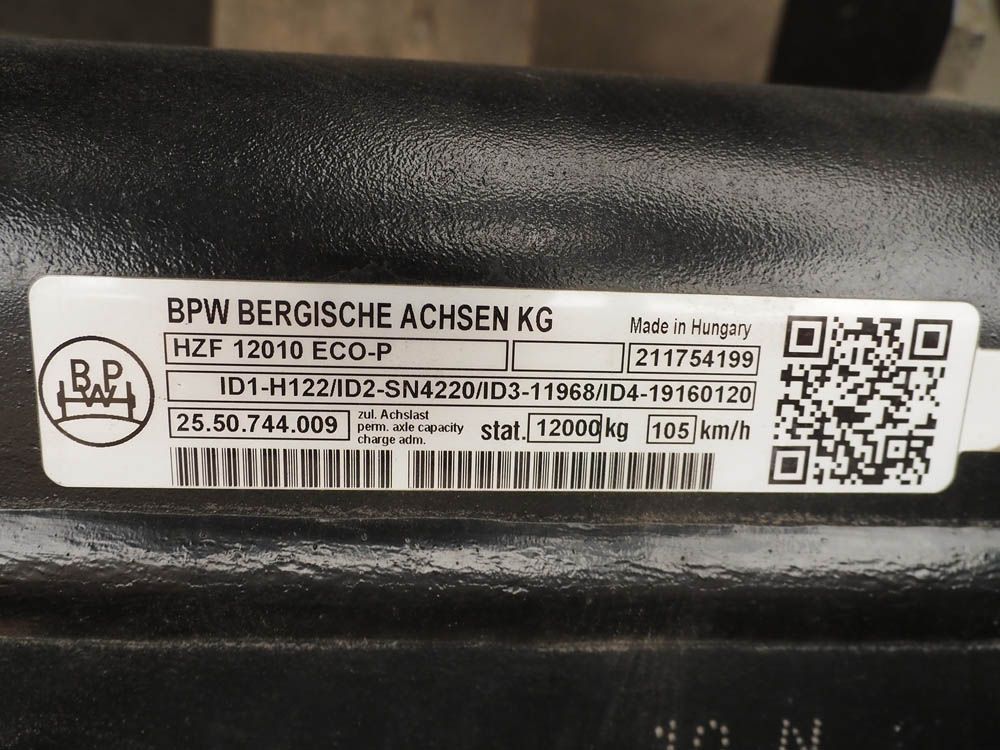 BPW BERGISCHE ACHSEN KG
Made in Hungary
BPW
HZF 12010 ECO-P
211754199
ID1-H122/ID2-SN4220/ID3-11968/ID4-19160120
25.50.744.009
zul. Achslast
perm. axle capacity
charge adm.
stat. 12000 kg 105 km/h